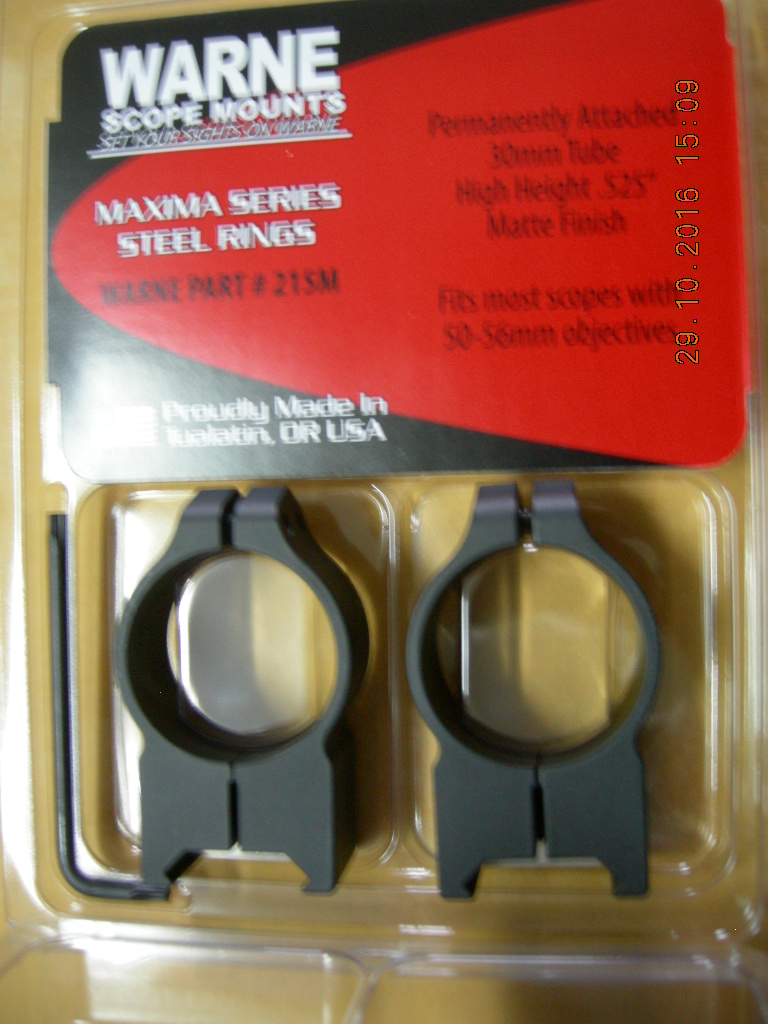 WARNE
SCOPE MOUNTS
SET YOUR SIGHTS ON WARNE
MAXIMA SERIES
STEEL RINGS
WARNE PART # 215M
Proudly Made In
Tualatin, OR USA
Permanently Attached
30mm Tube
High Height .525"
Matte Finish
Fits most scopes with
50-56mm objectives
29.10.2016 15:09